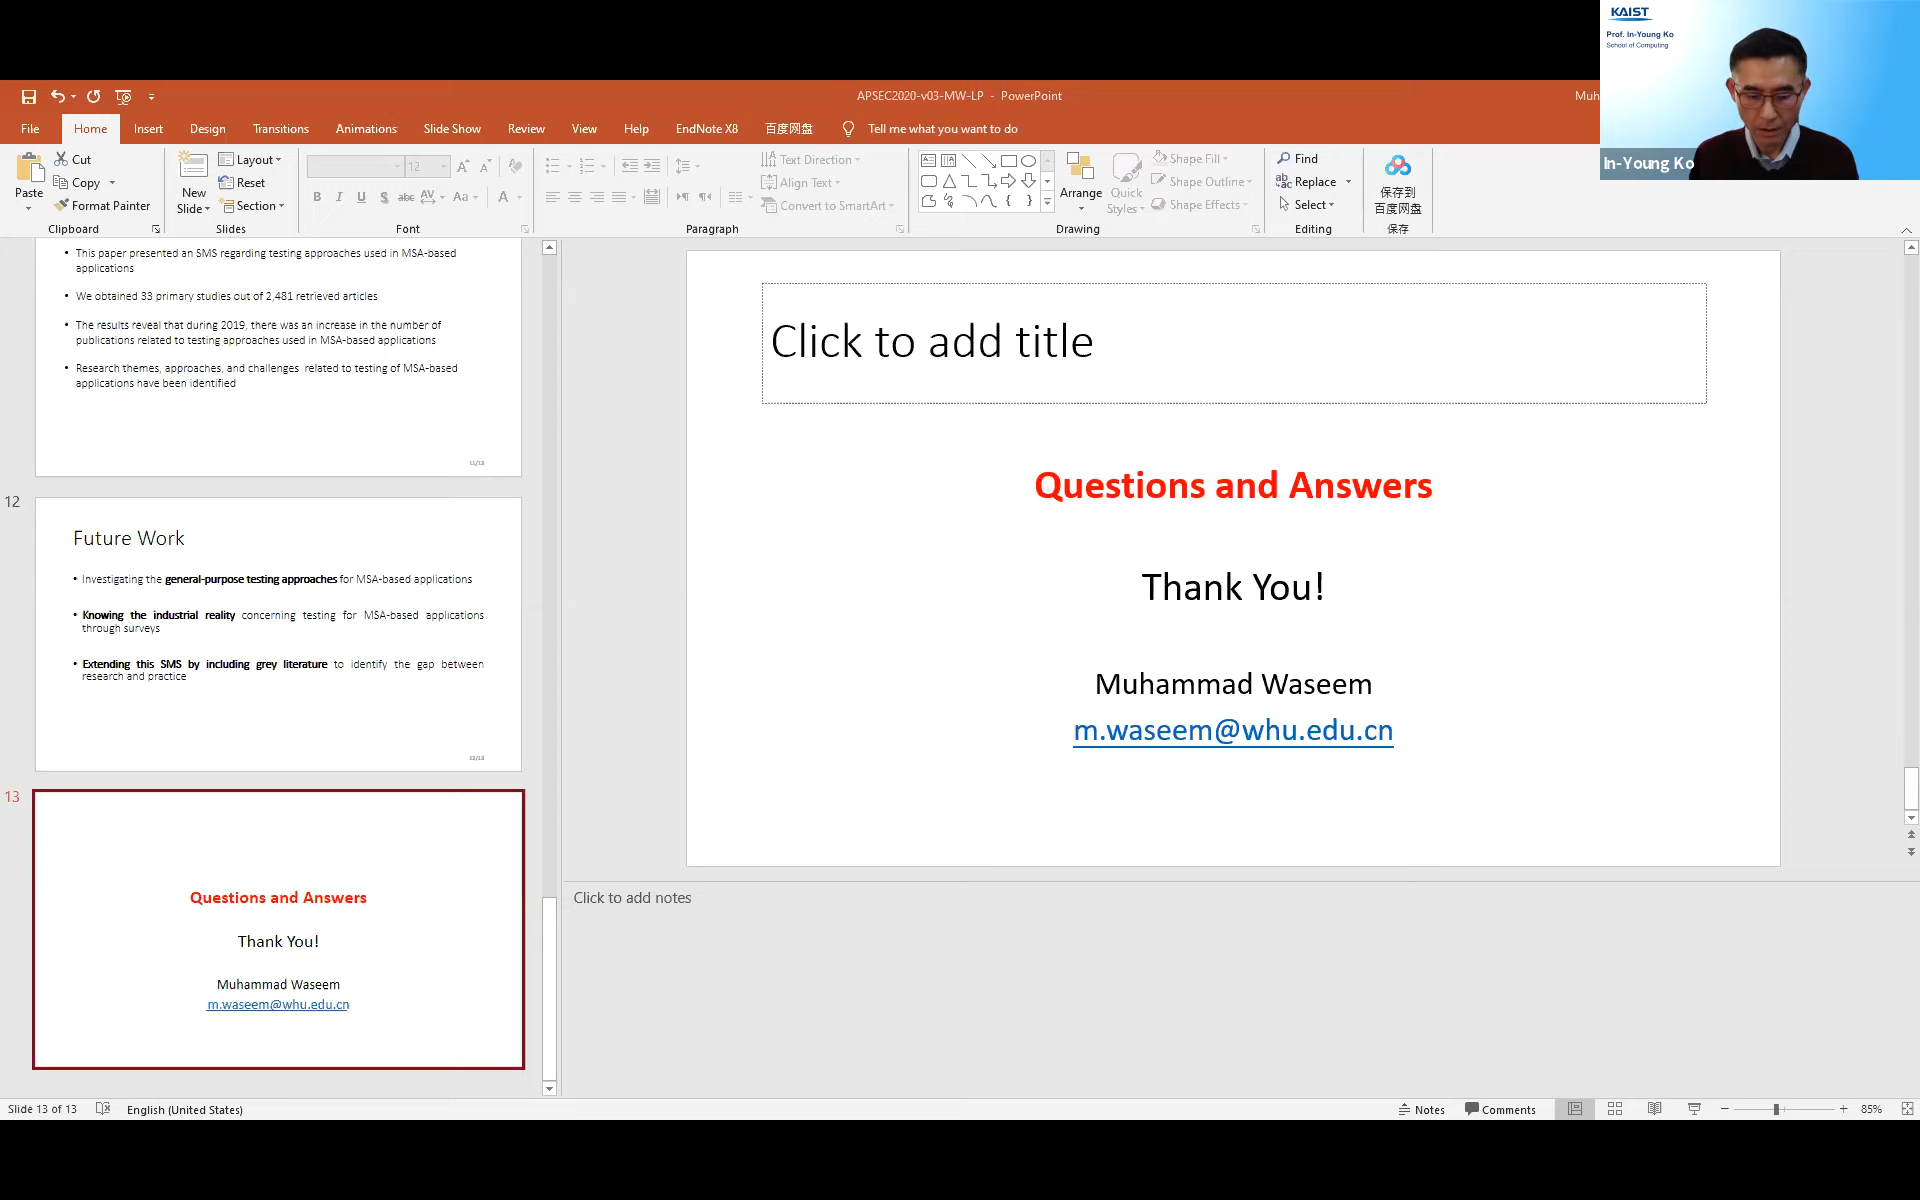 KAIST
Prof. In-Young Ko
School of Computing
In-Young Ko
APSEC2020-v03-MW-LP - PowerPoint
Muh
File Home Insert Design Transitions Animations Slide Show Review View Help EndNote X8 百度网盘 Tell me what you want to do
Paste
Cut
Copy
Format Painter
Clipboard
New
Slide
Layout
Reset
Section
Slides
12
B I U S abc AV Aa A
Font
Text Direction
Align Text
Convert to SmartArt
Paragraph
Arrange
Quick
Styles
Shape Fill
Shape Outline
Shape Effects
Drawing
Find
Replace
Select
Editing
保存到
百度网盘
保存
• This paper presented an SMS regarding testing approaches used in MSA-based
applications
• We obtained 33 primary studies out of 2,481 retrieved articles
• The results reveal that during 2019, there was an increase in the number of
publications related to testing approaches used in MSA-based applications
• Research themes, approaches, and challenges related to testing of MSA-based
applications have been identified
11/13
12
Future Work
• Investigating the general-purpose testing approaches for MSA-based applications
• Knowing the industrial reality concerning testing for MSA-based applications
through surveys
• Extending this SMS by including grey literature to identify the gap between
research and practice
12/13
13
Questions and Answers
Thank You!
Muhammad Waseem
m.waseem@whu.edu.cn
Click to add title
Questions and Answers
Thank You!
Muhammad Waseem
m.waseem@whu.edu.cn
Click to add notes
Slide 13 of 13
English (United States)
Notes
Comments
85%